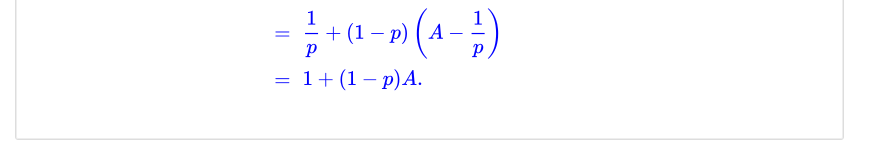 = 1/p + (1 − p) (A − 1/p)
= 1 + (1 − p)A.